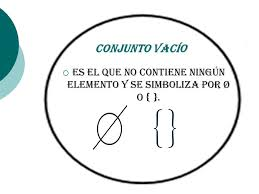 CONJUNTO VACÍO
ES EL QUE NO CONTIENE NINGÚN
ELEMENTO Y SE SIMBOLIZA POR Ø
O { }.
Ø { }